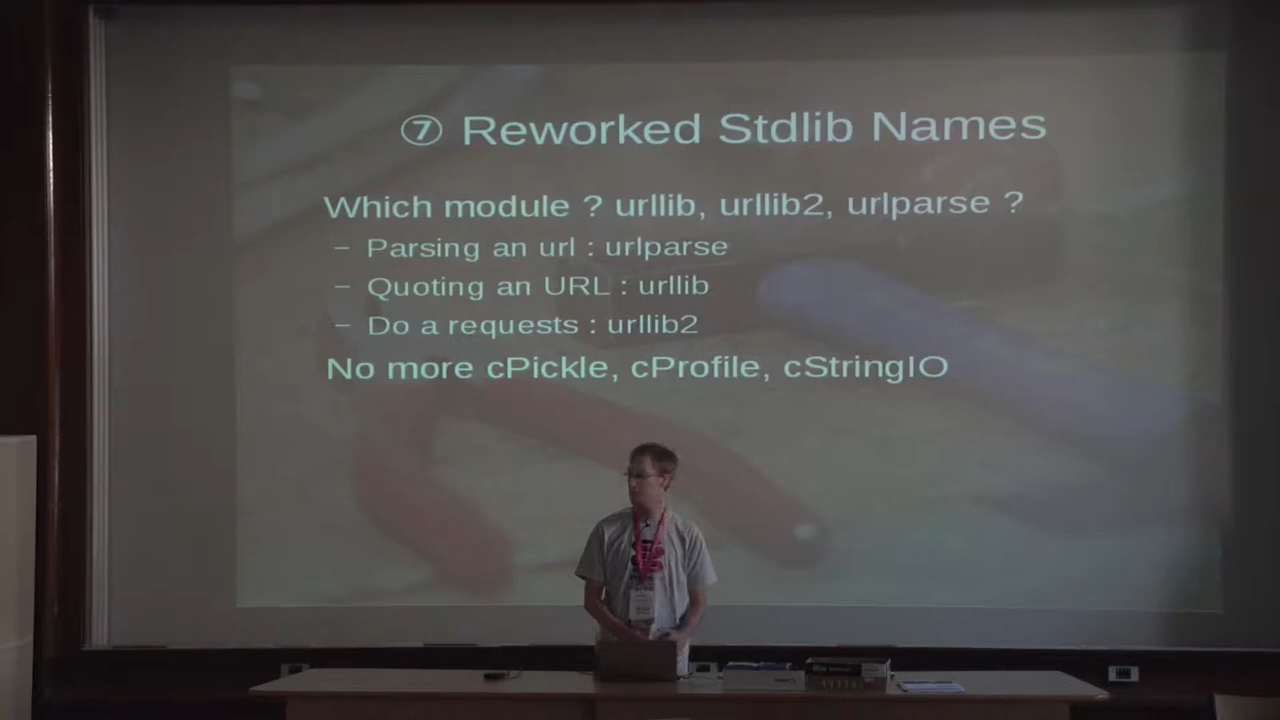 ⑦ Reworked Stdlib Names
Which module ? urllib, urllib2, urlparse ?
– Parsing an url : urlparse
– Quoting an URL : urllib
– Do a requests : urllib2
No more cPickle, cProfile, cStringIO